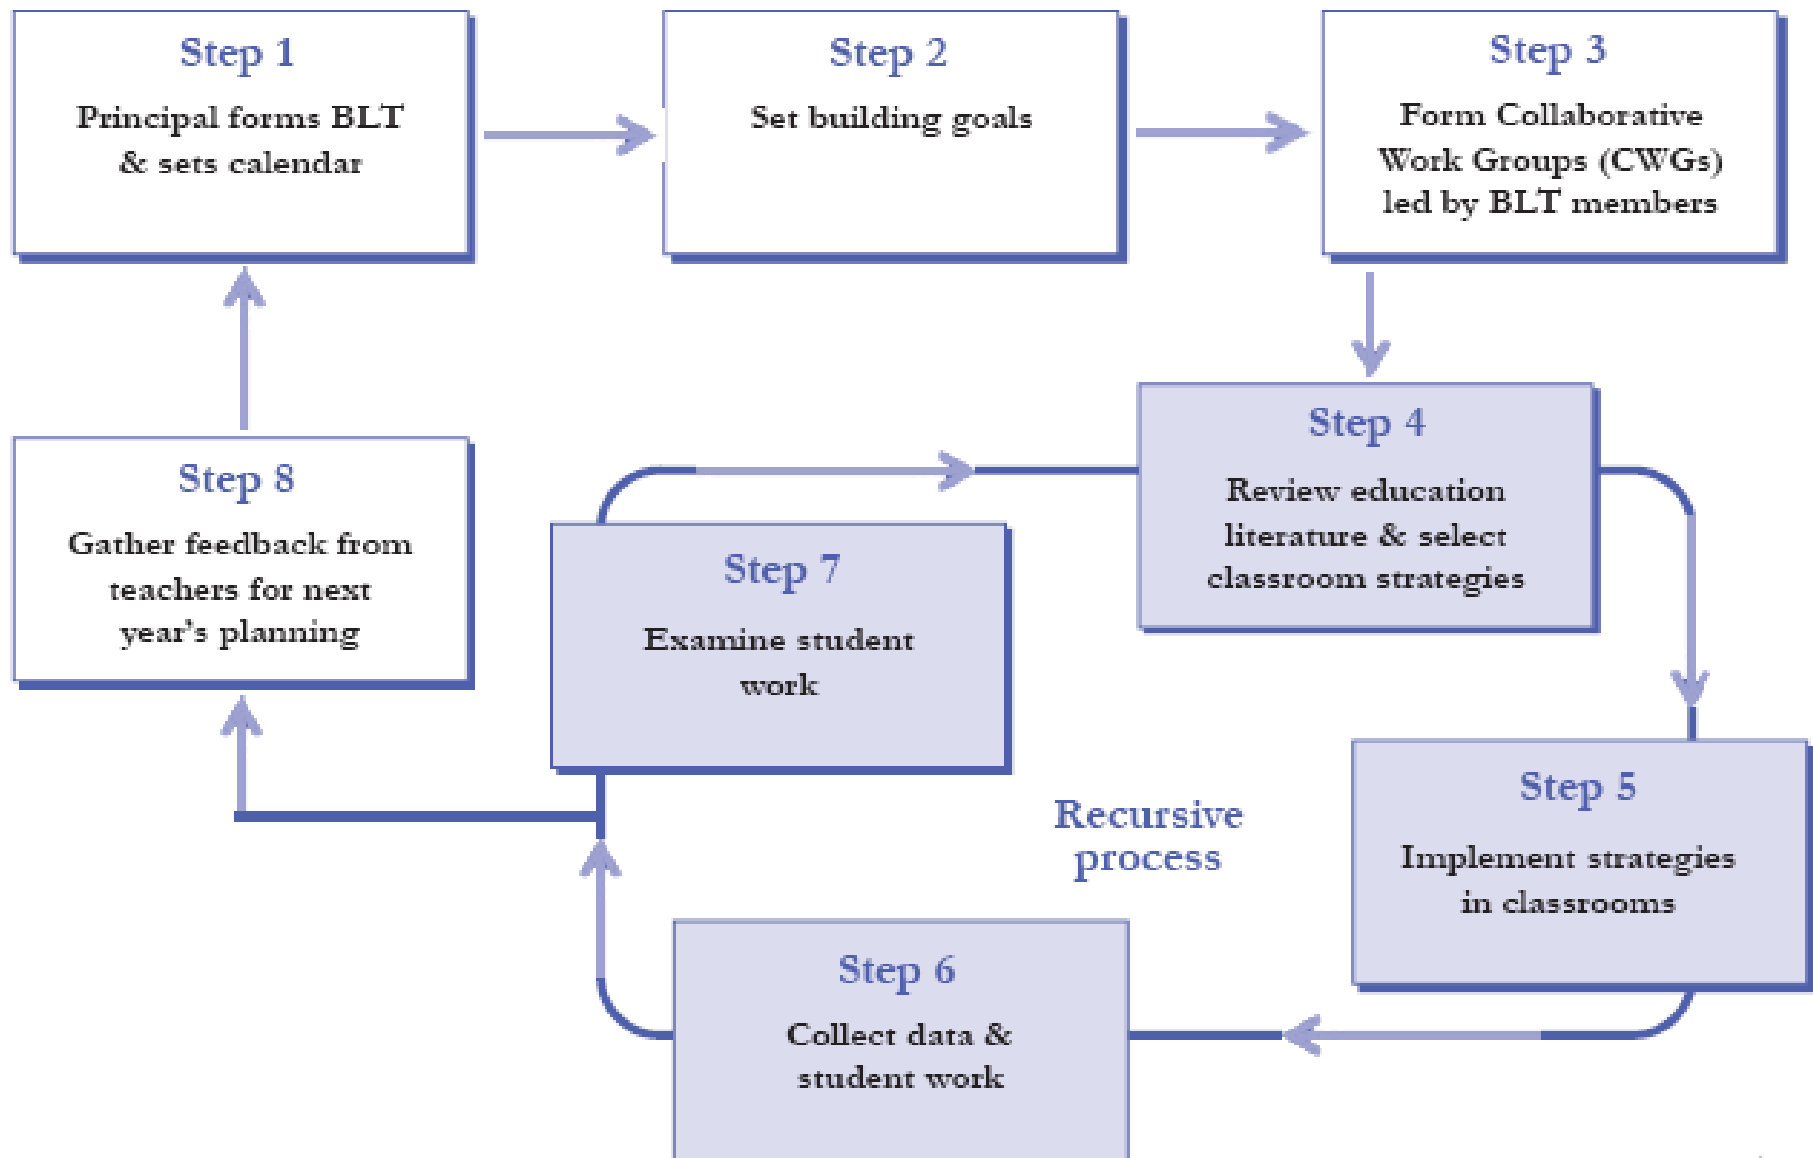 Step 1
Principal forms BLT
& sets calendar
Step 2
Set building goals
Step 3
Form Collaborative
Work Groups (CWGs)
led by BLT members
Step 4
Review education
literature & select
classroom strategies
Step 5
Implement strategies
in classrooms
Step 6
Collect data &
student work
Step 7
Examine student
work
Step 8
Gather feedback from
teachers for next
year's planning
Recursive
process